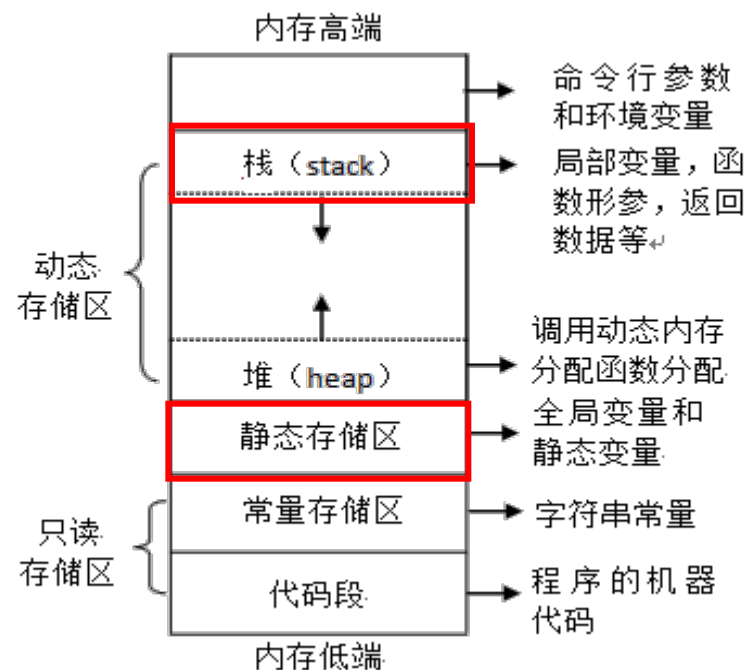 内存高端
命令行参数
和环境变量
栈（stack）
局部变量，函
数形参，返回
数据等
动态
存储区
调用动态内存
分配函数分配
堆（heap）
全局变量和
静态变量
静态存储区
只读
存储区
常量存储区
字符串常量
代码段
程序的机器
代码
内存低端